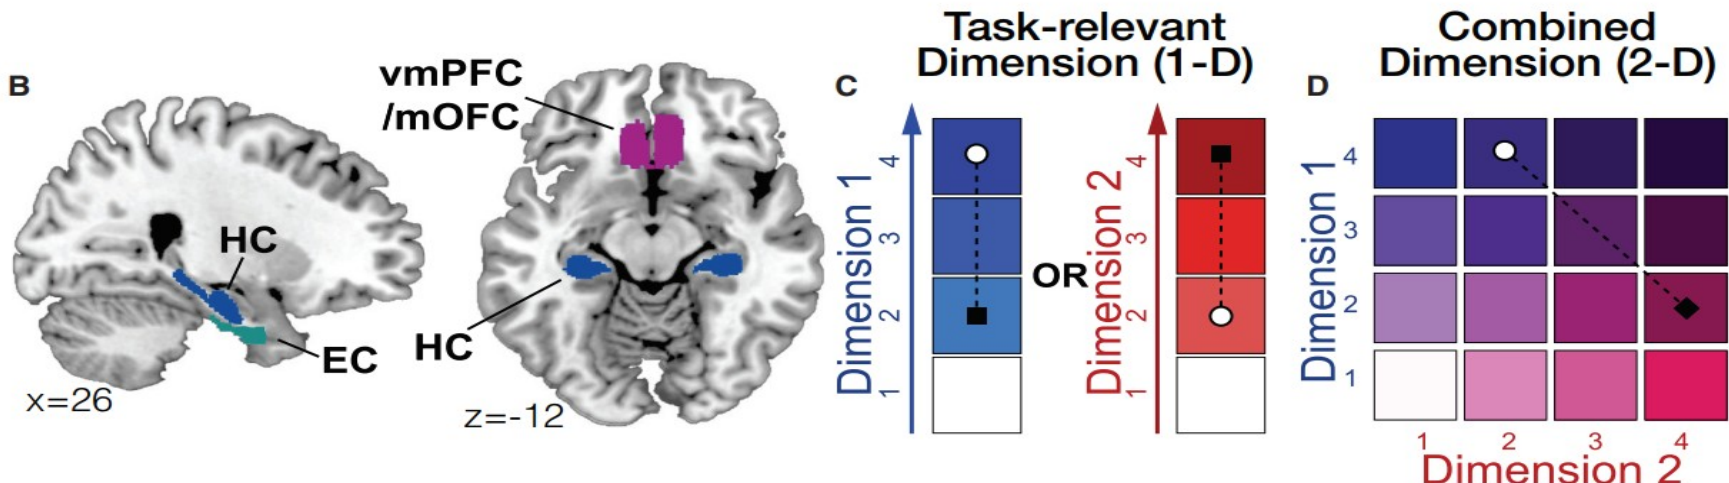 B
vmPFC
/mOFC
HC
EC
x=26
HC
z=-12
C
Task-relevant
Dimension (1-D)
Dimension 1
4
3
2
1
OR
Dimension 2
4
3
2
1
D
Combined
Dimension (2-D)
Dimension 1
4
3
2
1
1 2 3 4
Dimension 2